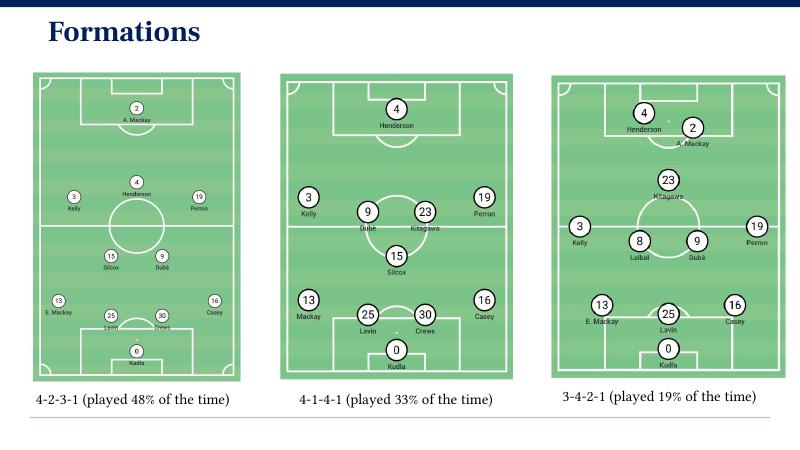 Formations
2
A. Mackay
4
Henderson
3
Kelly
19
Perron
15
Silcox
9
Dubè
13
E. Mackay
16
Casey
25
Lavin
30
Crews
0
Kudla
4-2-3-1 (played 48% of the time)
4
Henderson
3
Kelly
19
Perron
9
Dubè
23
Kitagawa
15
Silcox
13
Mackay
16
Casey
25
Lavin
30
Crews
0
Kudla
4-1-4-1 (played 33% of the time)
4
Henderson
2
A. Mackay
23
Kitagawa
3
Kelly
19
Perron
8
Leibel
9
Dubè
13
E. Mackay
25
Lavin
16
Casey
0
Kudla
3-4-2-1 (played 19% of the time)